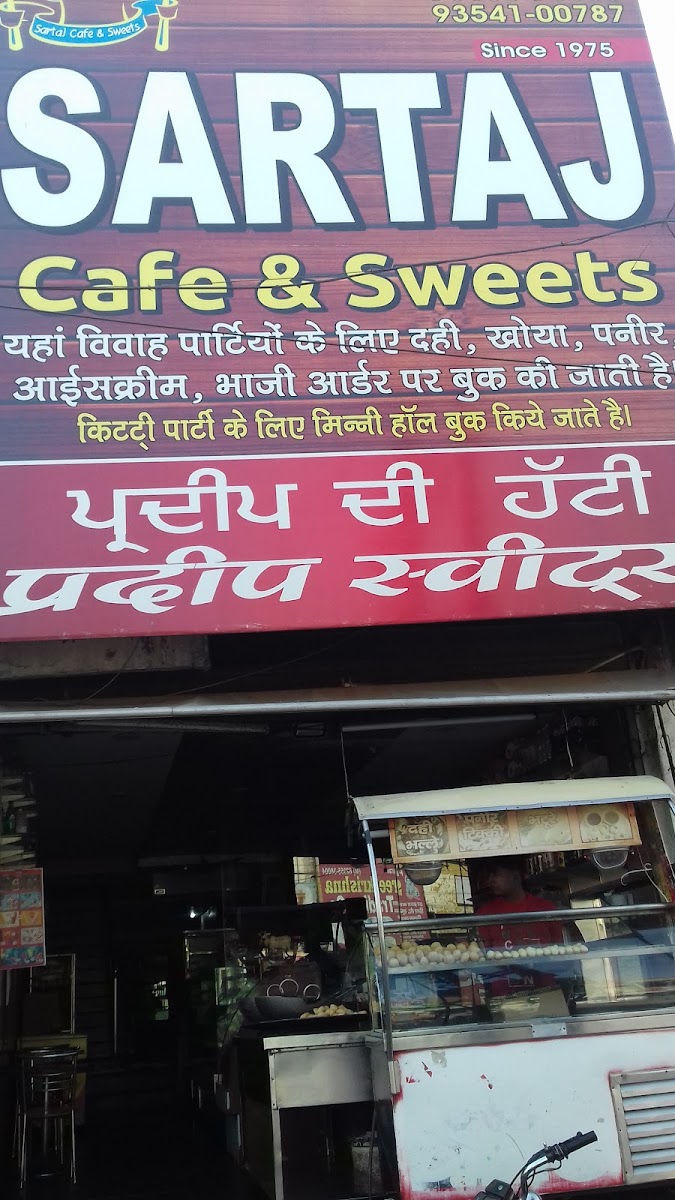 Sartaj Cafe & Sweets
93541-00787
Since 1975
SARTAJ
Cafe & Sweets
यहां विवाह पार्टियों के लिए दही, खोया, पनीर,
आईसक्रीम, भाजी आर्डर पर बुक की जाती है।
किटट्री पार्टी के लिए मिन्नी हॉल बुक किये जाते है।
ਪ੍ਰਦੀਪ ਦੀ ਹੱਟੀ
प्रदीप स्वीट्स
दही
भल्ले
पनीर
टिक्की